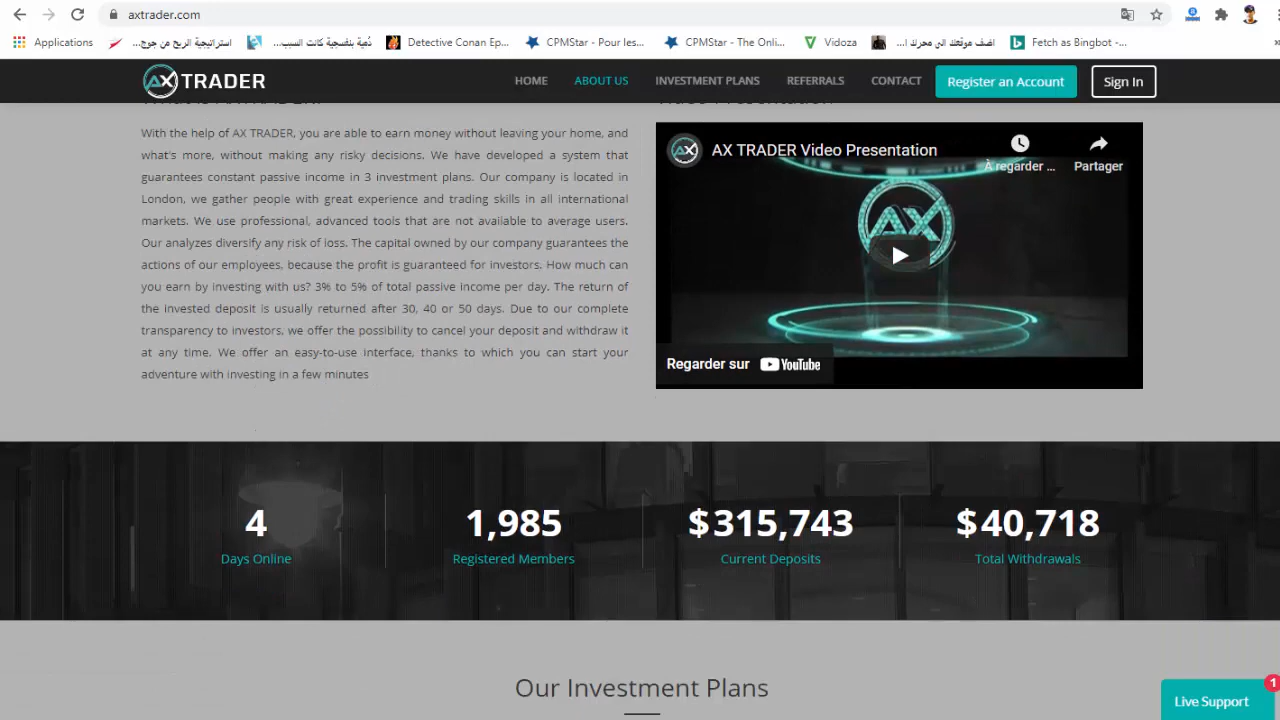 axtrader.com
Applications
استراتيجية الربح من جوج...
دُمية بنفسجية كانت السبب...
Detective Conan Ep...
CPMStar - Pour les...
CPMStar - The Onli...
Vidoza
اضف موقعك الي محرك ا...
Fetch as Bingbot -...
AX TRADER
HOME
ABOUT US
INVESTMENT PLANS
REFERRALS
CONTACT
Register an Account
Sign In
With the help of AX TRADER, you are able to earn money without leaving your home, and
what's more, without making any risky decisions. We have developed a system that
guarantees constant passive income in 3 investment plans. Our company is located in
London, we gather people with great experience and trading skills in all international
markets. We use professional, advanced tools that are not available to average users.
Our analyzes diversify any risk of loss. The capital owned by our company guarantees the
actions of our employees, because the profit is guaranteed for investors. How much can
you earn by investing with us? 3% to 5% of total passive income per day. The return of
the invested deposit is usually returned after 30, 40 or 50 days. Due to our complete
transparency to investors, we offer the possibility to cancel your deposit and withdraw it
at any time. We offer an easy-to-use interface, thanks to which you can start your
adventure with investing in a few minutes
AX TRADER Video Presentation
À regarder ...
Partager
AX
Regarder sur YouTube
4
Days Online
1,985
Registered Members
$315,743
Current Deposits
$40,718
Total Withdrawals
Our Investment Plans
1
Live Support